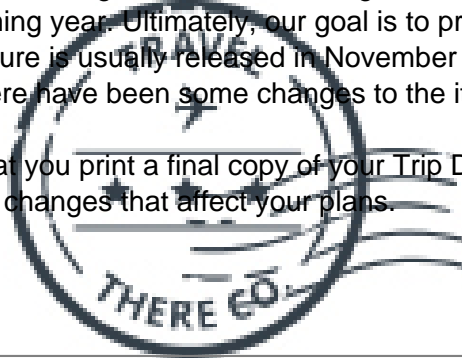 ning year. Ultimately, our goal is to pr
ure is usually released in November
ere have been some changes to the it
at you print a final copy of your Trip D
changes that affect your plans.
TRAVEL
THERE CO.